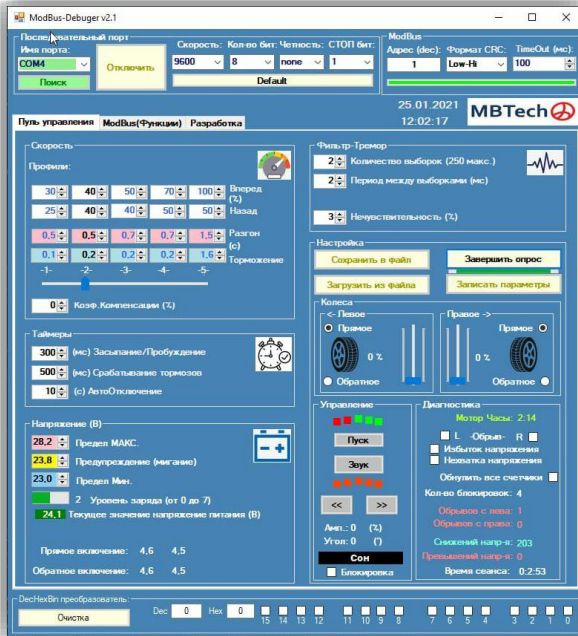 ModBus-Debuger v2.1
Последовательный порт
Имя порта:
COM4
Поиск
Отключить
Скорость: Кол-во бит: Четность: СТОП бит:
9600 8 none 1
Default
ModBus
Адрес (dec): Формат CRC: TimeOut (мс):
1 Low-Hi 100
25.01.2021
12:02:17
MBTech
Пуль управления ModBus(Функции) Разработка
Скорость
Профили:
30 40 50 70 100 Вперед
(%)
25 40 40 50 50 Назад
0,5 0,5 0,7 0,7 1,5 Разгон
(с)
0,1 0,2 0,2 0,2 1,6 Торможение
-1- -2- -3- -4- -5-
0 Коэф.Компенсации (%)
Таймеры
300 (мс) Засыпание/Пробуждение
500 (мс) Срабатывание тормозов
10 (с) АвтоОтключение
Напряжение (В)
28,2 Предел МАКС.
23,8 Предупреждение (мигание)
23,0 Предел Мин.
2 Уровень заряда (от 0 до 7)
24,1 Текущее значение напряжение питания (В)
Прямое включение: 4,6 4,5
Обратное включение: 4,6 4,5
Фильтр-Тремор
2 Количество выборок (250 макс.)
2 Период между выборками (мс)
3 Нечувствительность (%)
Настройка
Сохранить в файл Завершить опрос
Загрузить из файла Записать параметры
Колеса
<- Левое Правое ->
Прямое Прямое
0 % 0 %
Обратное Обратное
Управление
Пуск
Звук
<< >>
Амп.: 0 (%)
Угол: 0 (°)
Сон
Блокировка
Диагностика
Мотор Часы: 2:14
L -Обрыв- R
Избыток напряжения
Нехватка напряжения
Обнулить все счетчики
Кол-во блокировок: 4
Обрывов с лева: 1
Обрывов с права: 0
Снижений напр-я: 203
Превышений напр-я: 0
Время сеанса: 0:2:53
DecHexBin преобразователь:
Очистка
Dec 0 Hex 0
15 14 13 12 11 10 9 8 7 6 5 4 3 2 1 0